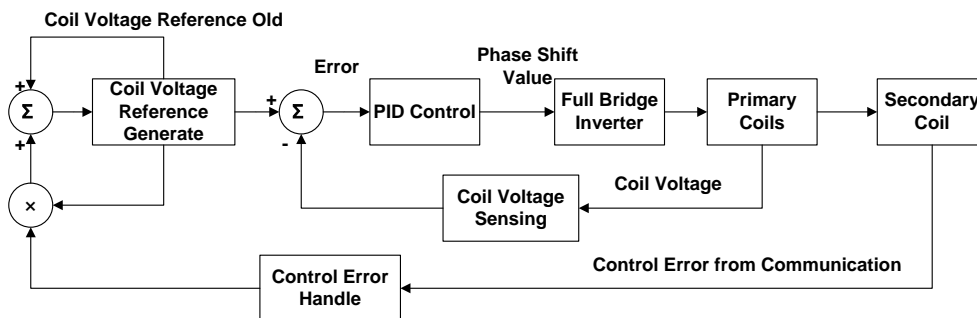 Coil Voltage Reference Old
+
Σ
+
Coil Voltage
Reference
Generate
+
Σ
-
Error
PID Control
Phase Shift
Value
Full Bridge
Inverter
Primary
Coils
Secondary
Coil
×
Coil Voltage
Sensing
Coil Voltage
Control Error
Handle
Control Error from Communication